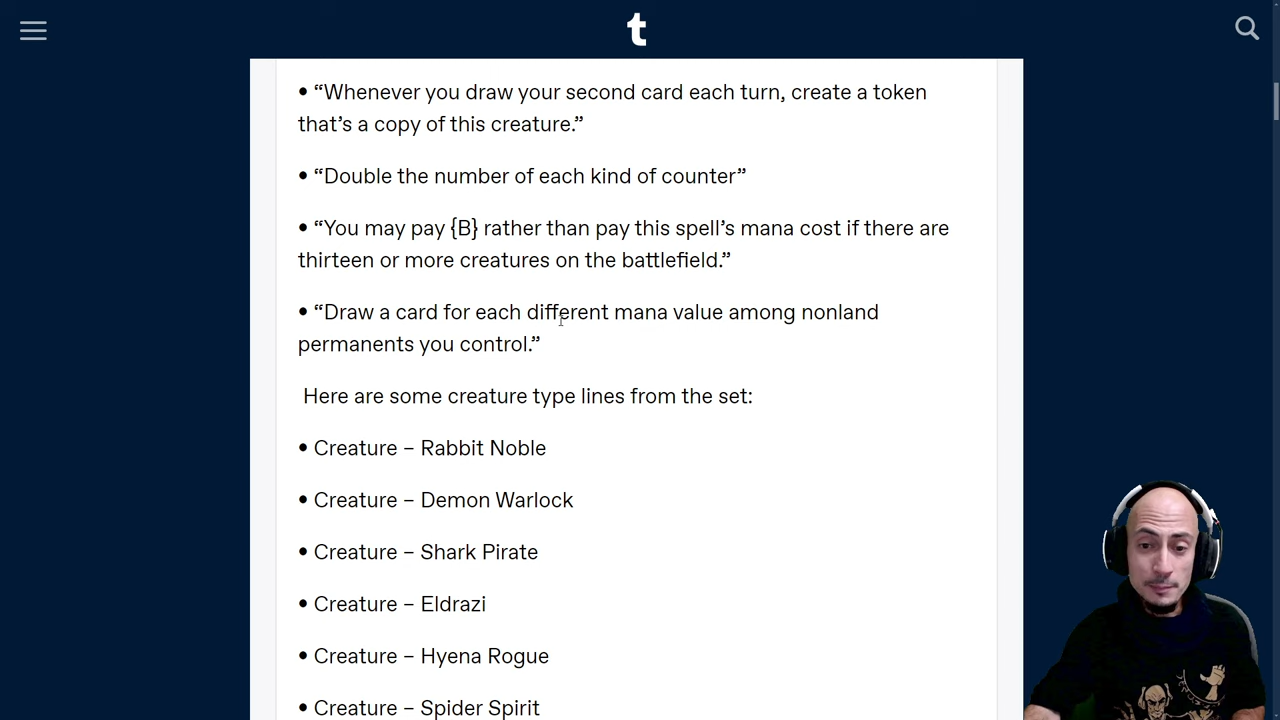 t
• “Whenever you draw your second card each turn, create a token
that’s a copy of this creature.”
• “Double the number of each kind of counter”
• “You may pay {B} rather than pay this spell’s mana cost if there are
thirteen or more creatures on the battlefield.”
• “Draw a card for each different mana value among nonland
permanents you control.”
Here are some creature type lines from the set:
• Creature – Rabbit Noble
• Creature – Demon Warlock
• Creature – Shark Pirate
• Creature – Eldrazi
• Creature – Hyena Rogue
• Creature – Spider Spirit